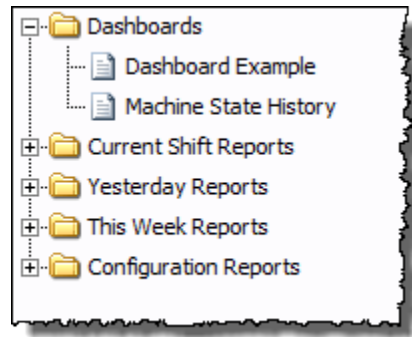 Dashboards
Dashboard Example
Machine State History
Current Shift Reports
Yesterday Reports
This Week Reports
Configuration Reports